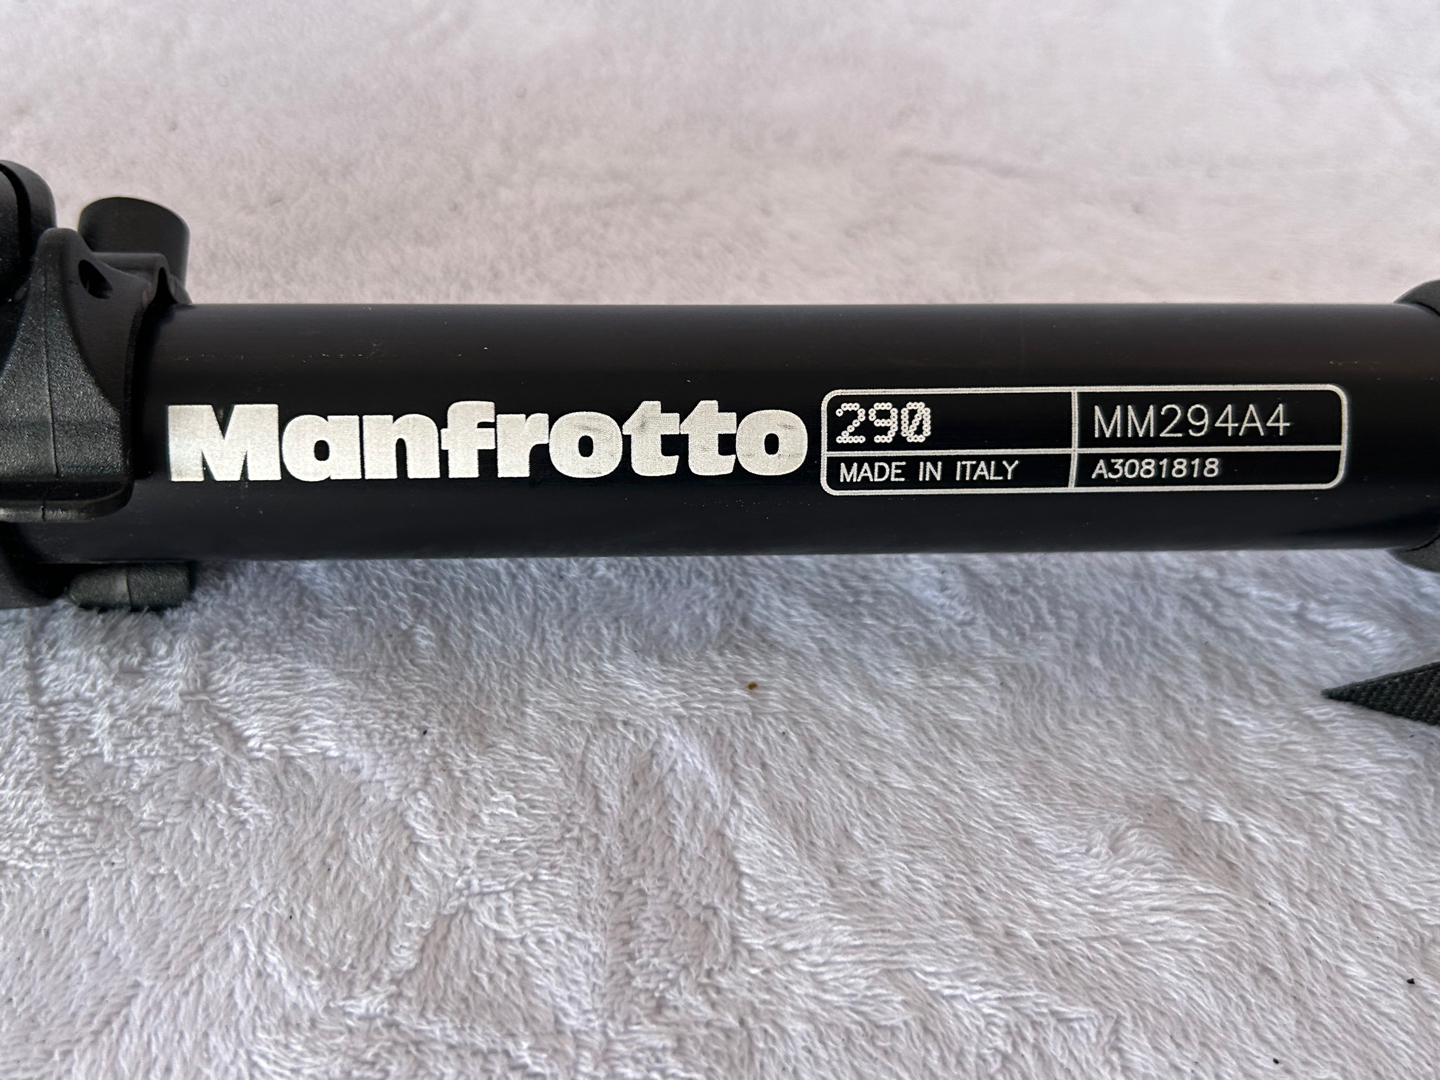 Manfrotto
290
MM294A4
MADE IN ITALY
A3081818